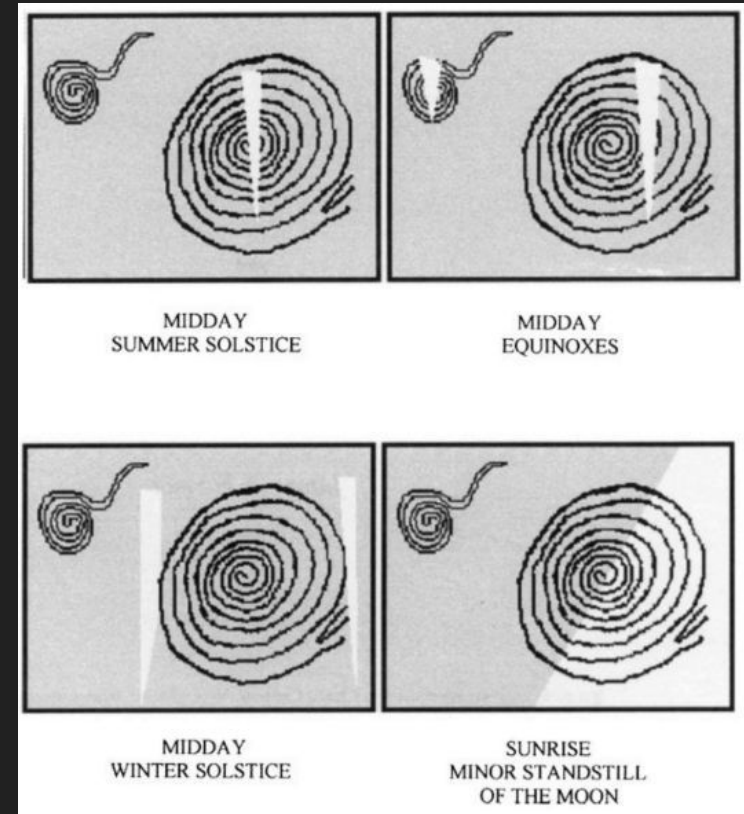 MIDDAY
SUMMER SOLSTICE
MIDDAY
EQUINOXES
MIDDAY
WINTER SOLSTICE
SUNRISE
MINOR STANDSTILL
OF THE MOON